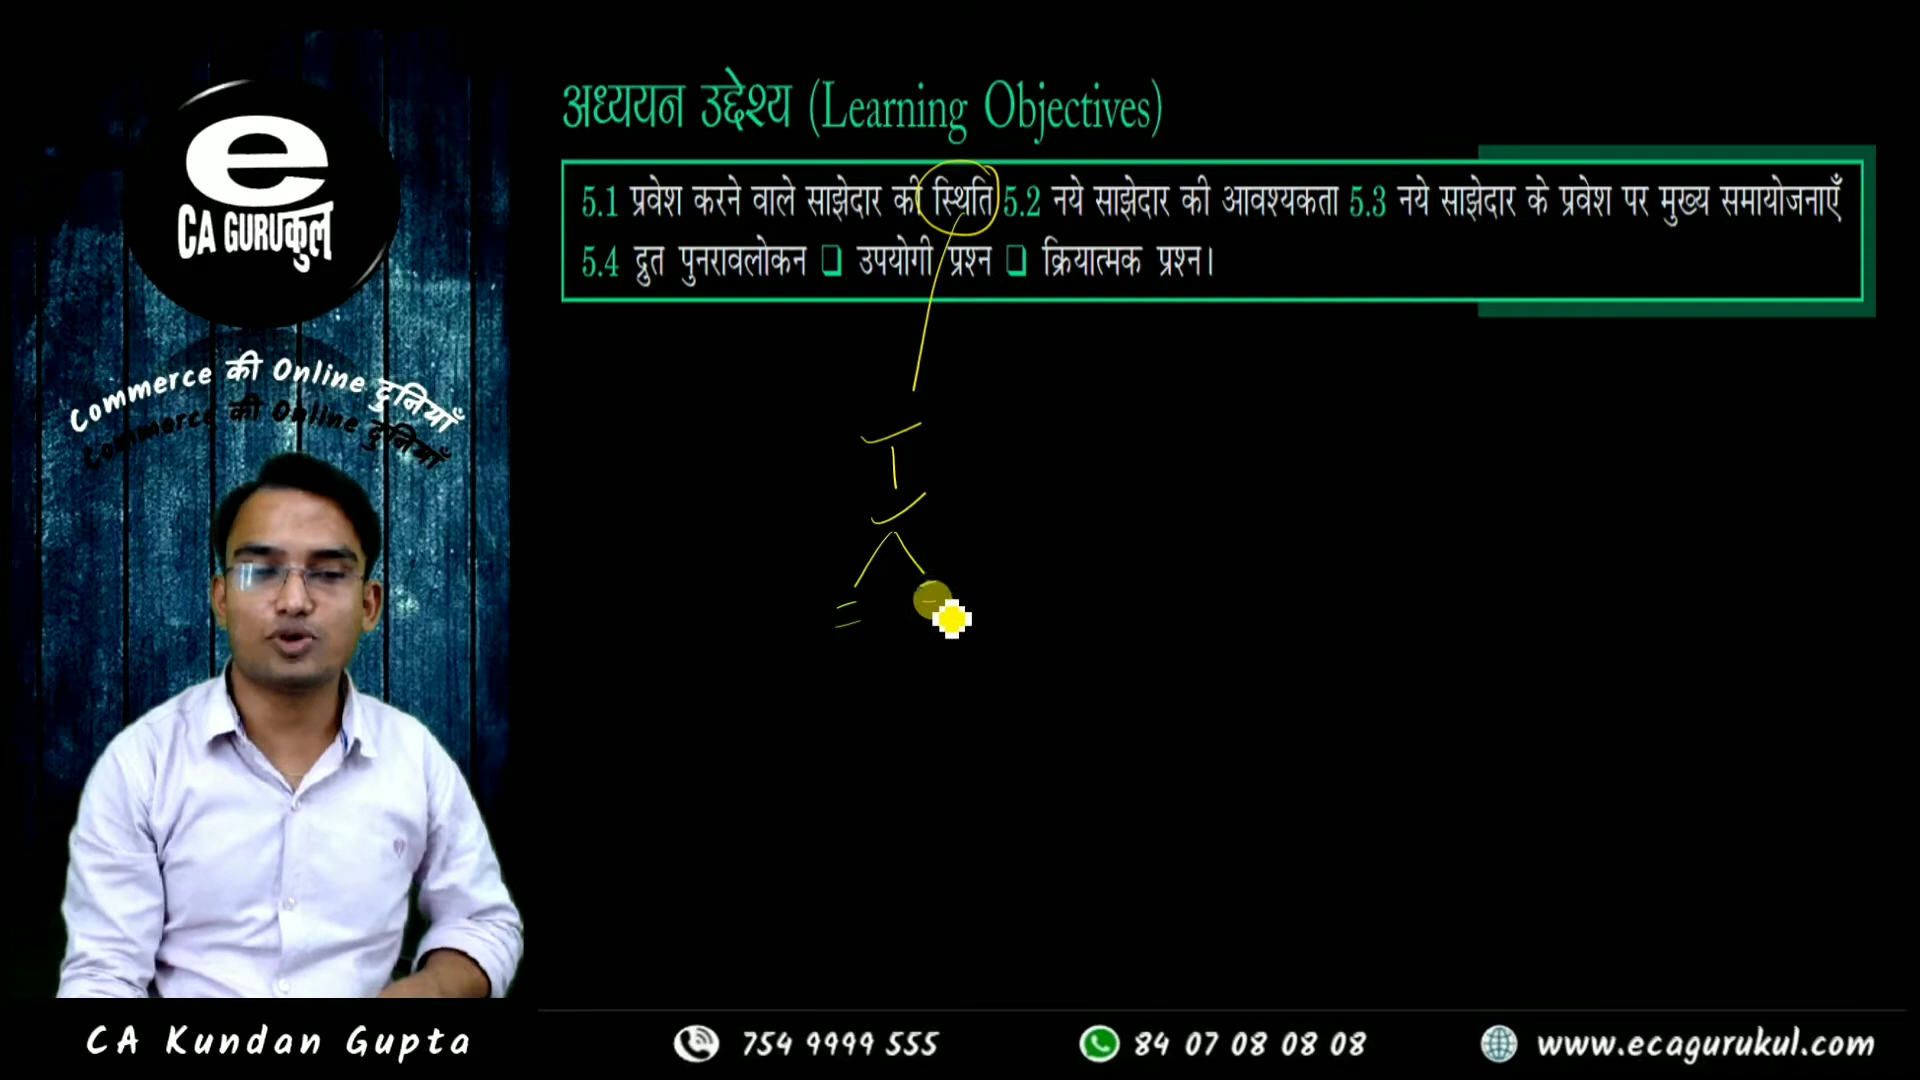 e
CA GURUकुल
Commerce की Online दुनियाँ
Commerce की Online दुनियाँ
अध्ययन उद्देश्य (Learning Objectives)
5.1 प्रवेश करने वाले साझेदार की स्थिति 5.2 नये साझेदार की आवश्यकता 5.3 नये साझेदार के प्रवेश पर मुख्य समायोजनाएँ
5.4 द्रुत पुनरावलोकन ❑ उपयोगी प्रश्न ❑ क्रियात्मक प्रश्न।
CA Kundan Gupta
754 9999 555
84 07 08 08 08
www.ecagurukul.com